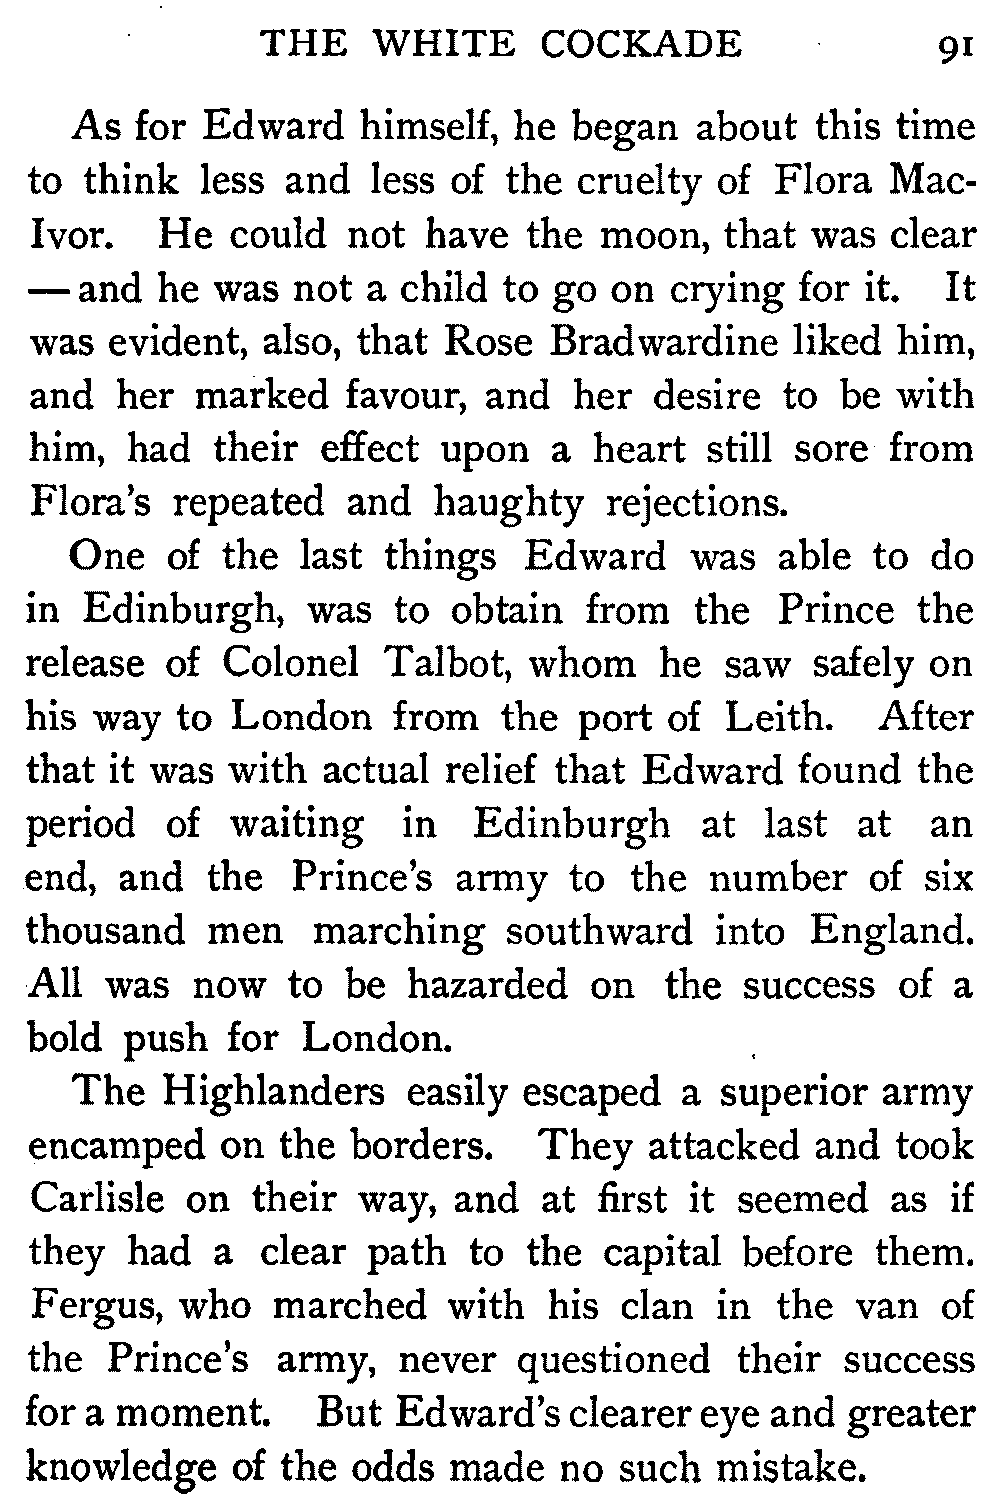 THE WHITE COCKADE 91
As for Edward himself, he began about this time
to think less and less of the cruelty of Flora Mac-
Ivor. He could not have the moon, that was clear
—and he was not a child to go on crying for it. It
was evident, also, that Rose Bradwardine liked him,
and her marked favour, and her desire to be with
him, had their effect upon a heart still sore from
Flora's repeated and haughty rejections.
One of the last things Edward was able to do
in Edinburgh, was to obtain from the Prince the
release of Colonel Talbot, whom he saw safely on
his way to London from the port of Leith. After
that it was with actual relief that Edward found the
period of waiting in Edinburgh at last at an
end, and the Prince's army to the number of six
thousand men marching southward into England.
All was now to be hazarded on the success of a
bold push for London.
The Highlanders easily escaped a superior army
encamped on the borders. They attacked and took
Carlisle on their way, and at first it seemed as if
they had a clear path to the capital before them.
Fergus, who marched with his clan in the van of
the Prince's army, never questioned their success
for a moment. But Edward's clearer eye and greater
knowledge of the odds made no such mistake.